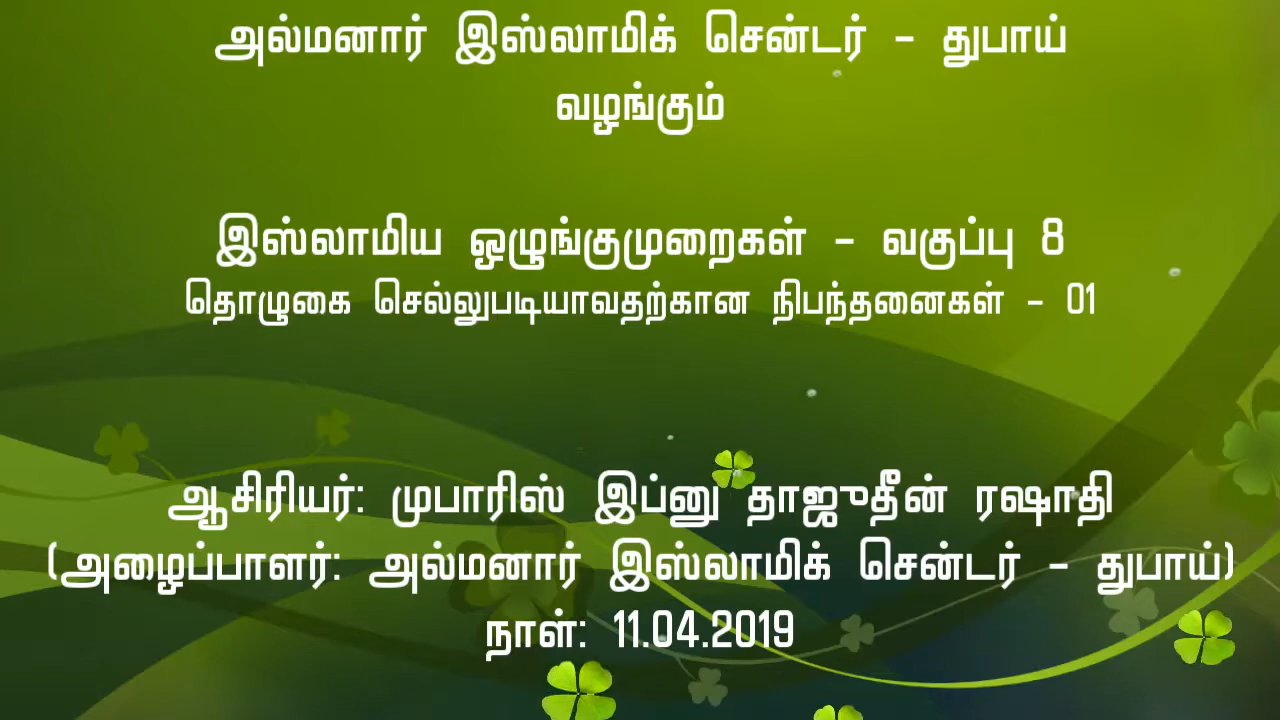 அல்மனார் இஸ்லாமிக் சென்டர் - துபாய்
வழங்கும்
இஸ்லாமிய ஒழுங்குமுறைகள் - வகுப்பு 8
தொழுகை செல்லுபடியாவதற்கான நிபந்தனைகள் - 01
ஆசிரியர்: முபாரிஸ் இப்னு தாஜுதீன் ரஷாதி
(அழைப்பாளர்: அல்மனார் இஸ்லாமிக் சென்டர் - துபாய்)
நாள்: 11.04.2019